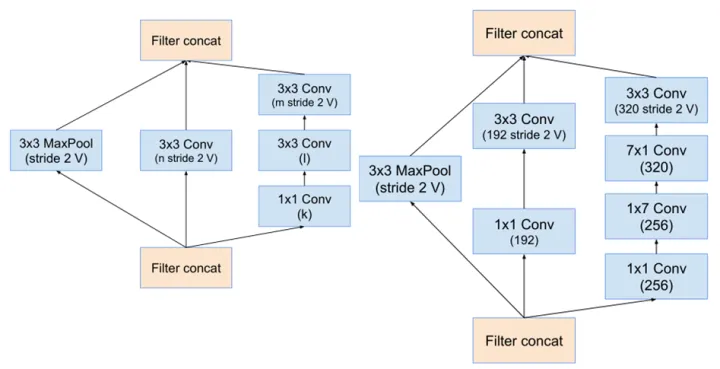 Filter concat
3x3 Conv
(m stride 2 V)
3x3 MaxPool
(stride 2 V)
3x3 Conv
(n stride 2 V)
3x3 Conv
(l)
1x1 Conv
(k)
Filter concat
Filter concat
3x3 Conv
(320 stride 2 V)
3x3 Conv
(192 stride 2 V)
7x1 Conv
(320)
3x3 MaxPool
(stride 2 V)
1x7 Conv
(256)
1x1 Conv
(192)
1x1 Conv
(256)
Filter concat